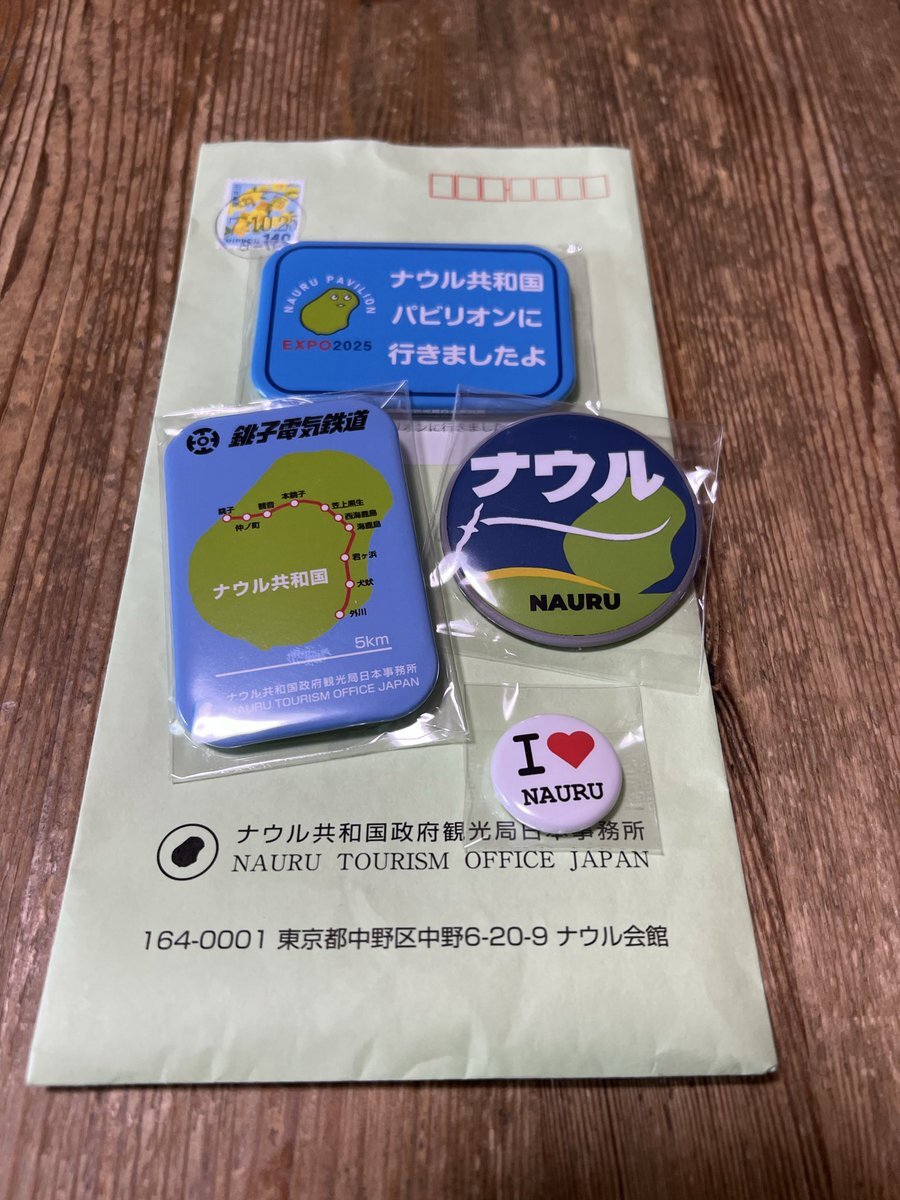 NIPPON
NAURU PAVILION
EXPO2025
ナウル共和国
パビリオンに
行きましたよ
銚子電気鉄道
銚子
仲ノ町
観音
本銚子
笠上黒生
西海鹿島
海鹿島
君ヶ浜
犬吠
外川
ナウル共和国
5km
ナウル共和国政府観光局日本事務所
NAURU TOURISM OFFICE JAPAN
ナウル
NAURU
I ♥
NAURU
ナウル共和国政府観光局日本事務所
NAURU TOURISM OFFICE JAPAN
164-0001 東京都中野区中野6-20-9 ナウル会館